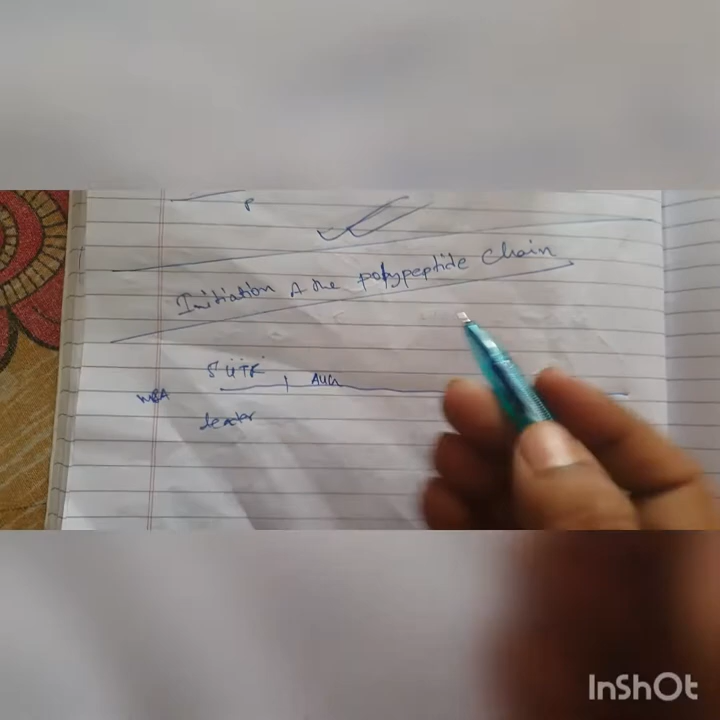 P
Initiation of the polypeptide chain
5' UTR AUG
mRNA
leader
InShOt